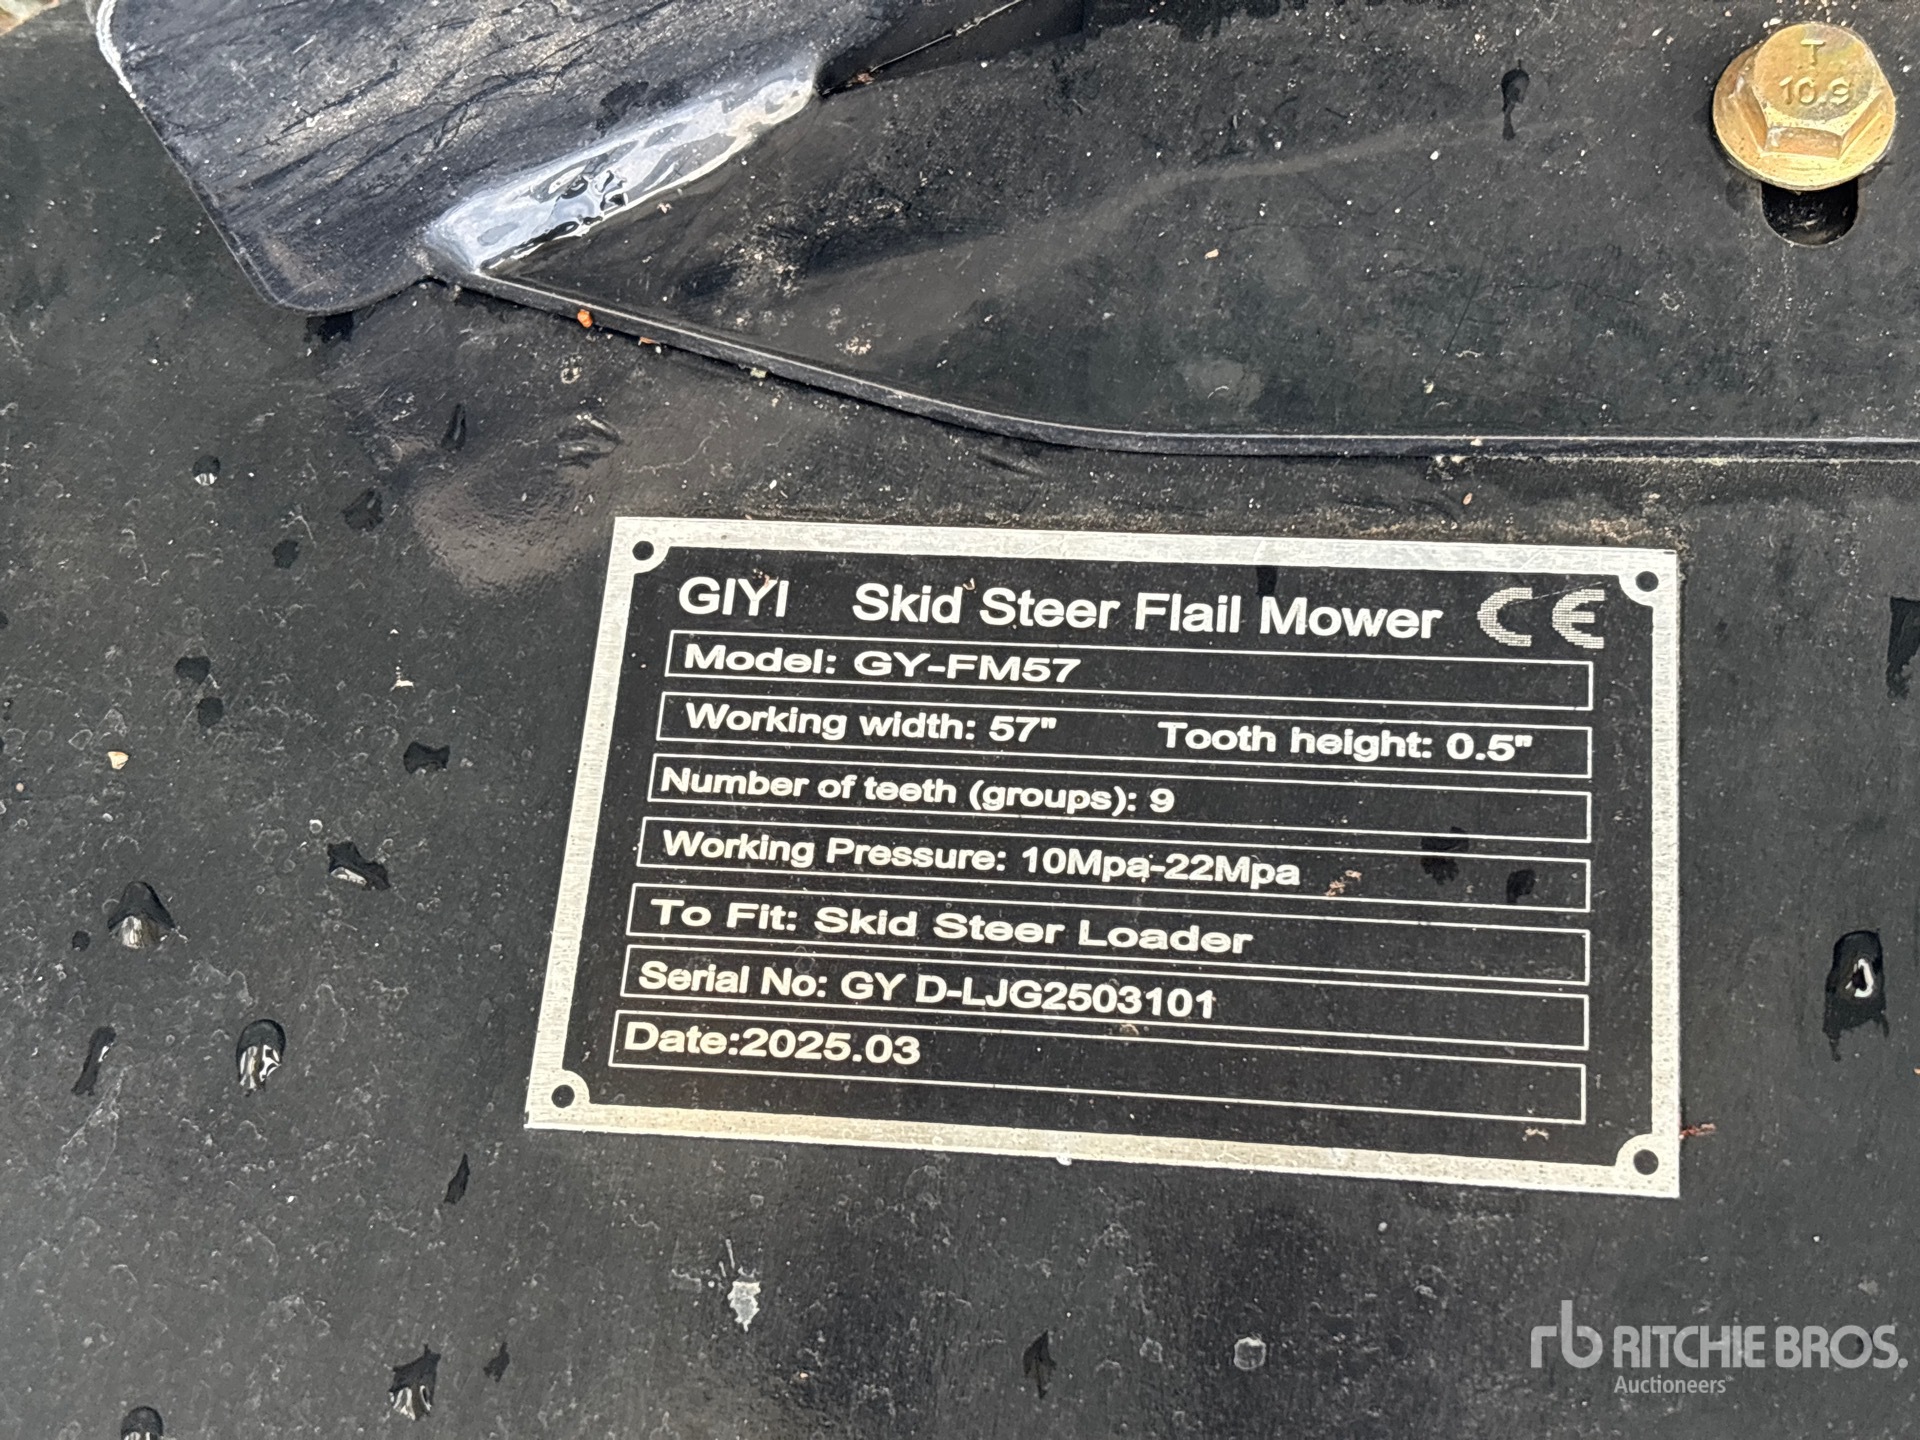 T
10.9
GIYI Skid Steer Flail Mower CE
Model: GY-FM57
Working width: 57" Tooth height: 0.5"
Number of teeth (groups): 9
Working Pressure: 10Mpa-22Mpa
To Fit: Skid Steer Loader
Serial No: GY D-LJG2503101
Date:2025.03
rb RITCHIE BROS.
Auctioneers